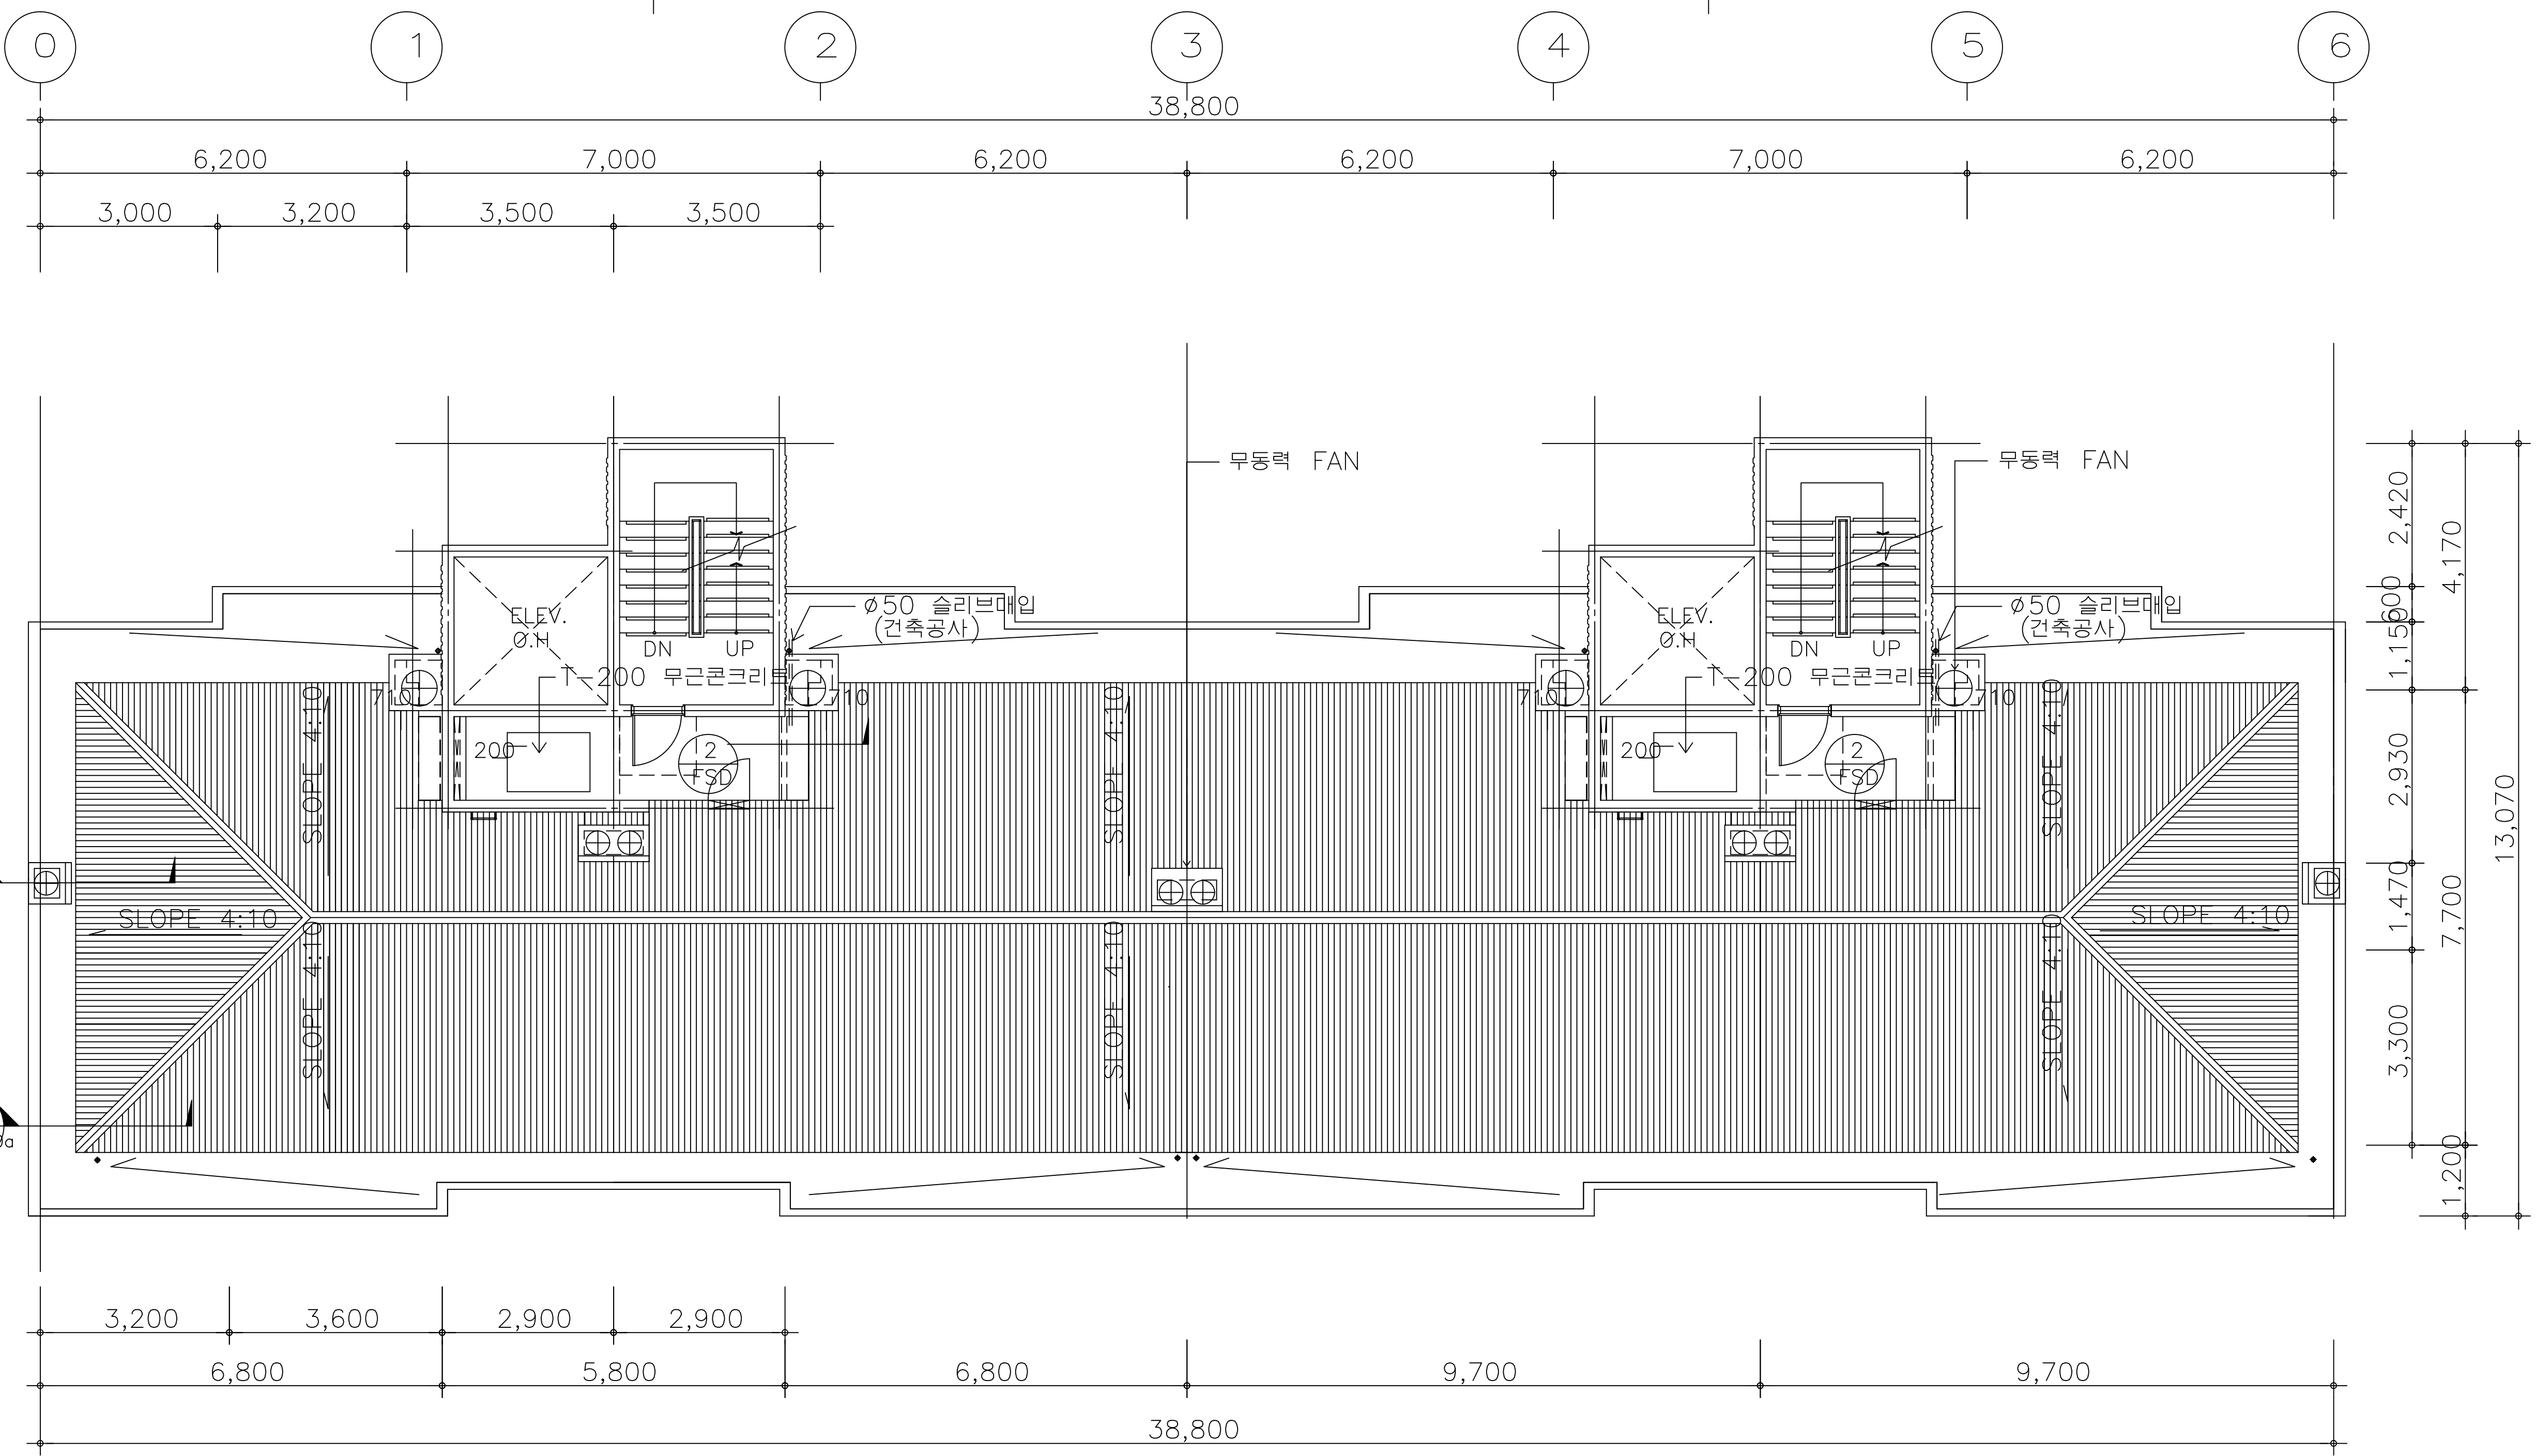 0 1 2 3 4 5 6
38,800
6,200 7,000 6,200 6,200 7,000 6,200
3,000 3,200 3,500 3,500
무동력 FAN
무동력 FAN
2,420
4,170
600
1,150
ELEV.
O.H
DN UP
ø50 슬리브매입
(건축공사)
ELEV.
O.H
DN UP
ø50 슬리브매입
(건축공사)
T-200 무근콘크리트
T-200 무근콘크리트
710 710 710 710
200
2
FSD
200
2
FSD
SLOPE 4:10
SLOPE 4:10
SLOPE 4:10
2,930
13,070
SLOPE 4:10
SLOPE 4:10
1,470
7,700
SLOPE 4:10
SLOPE 4:10
SLOPE 4:10
3,300
1,200
3,200 3,600 2,900 2,900
6,800 5,800 6,800 9,700 9,700
38,800